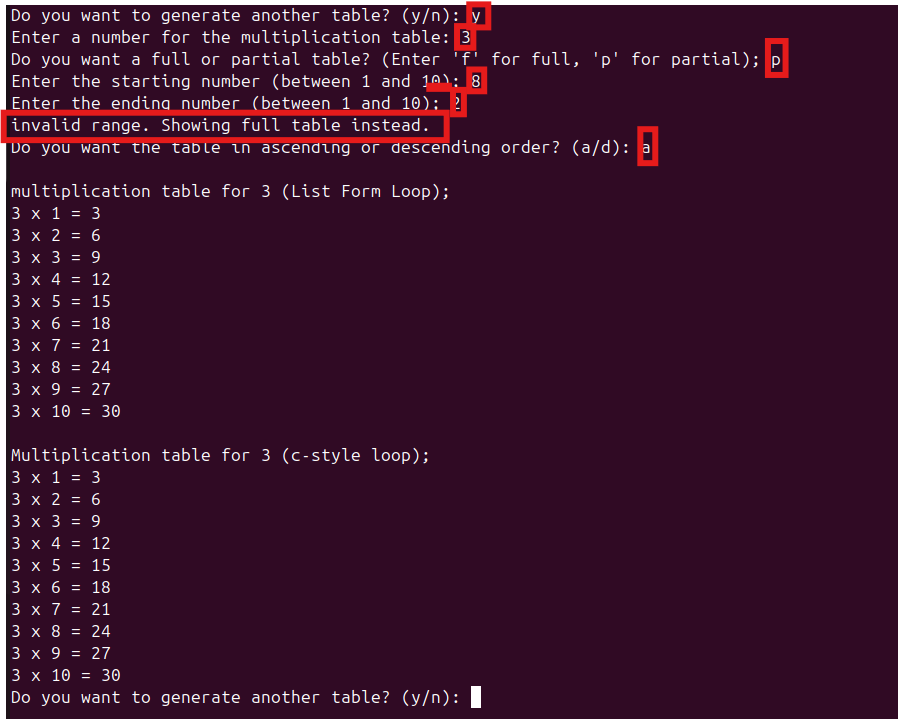 Do you want to generate another table? (y/n): y
Enter a number for the multiplication table: 3
Do you want a full or partial table? (Enter 'f' for full, 'p' for partial); p
Enter the starting number (between 1 and 10): 8
Enter the ending number (between 1 and 10): 2
invalid range. Showing full table instead.
Do you want the table in ascending or descending order? (a/d): a
multiplication table for 3 (List Form Loop);
3 x 1 = 3
3 x 2 = 6
3 x 3 = 9
3 x 4 = 12
3 x 5 = 15
3 x 6 = 18
3 x 7 = 21
3 x 8 = 24
3 x 9 = 27
3 x 10 = 30
Multiplication table for 3 (c-style loop);
3 x 1 = 3
3 x 2 = 6
3 x 3 = 9
3 x 4 = 12
3 x 5 = 15
3 x 6 = 18
3 x 7 = 21
3 x 8 = 24
3 x 9 = 27
3 x 10 = 30
Do you want to generate another table? (y/n):